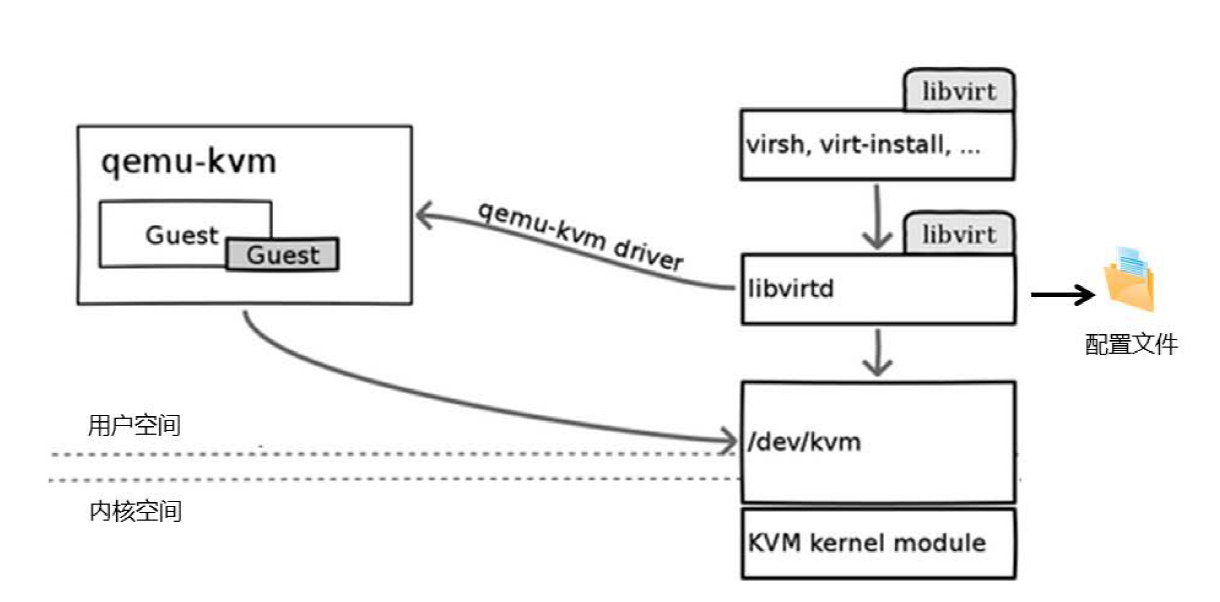 libvirt
virsh, virt-install, ...
qemu-kvm
Guest
Guest
qemu-kvm driver
libvirt
libvirtd
配置文件
用户空间
/dev/kvm
内核空间
KVM kernel module